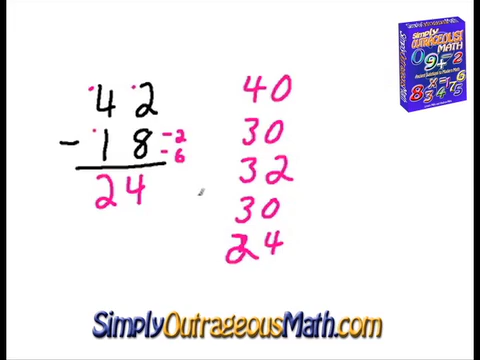 SIMPLY
OUTRAGEOUS!
MATH
42
- 18 -2
-6
24
40
30
32
30
24
SimplyOutrageousMath.com